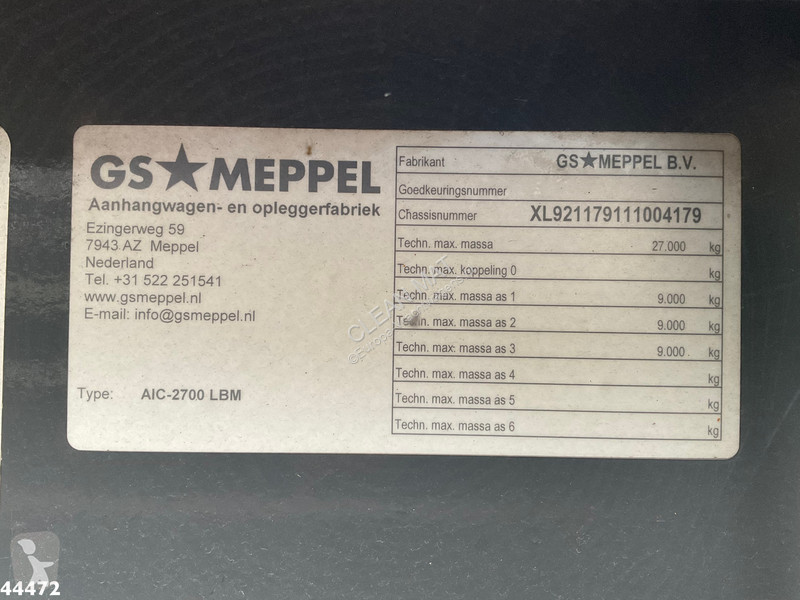 GS★MEPPEL
Aanhangwagen- en opleggerfabriek
Ezingerweg 59
7943 AZ Meppel
Nederland
Tel. +31 522 251541
www.gsmeppel.nl
E-mail: info@gsmeppel.nl
Type: AIC-2700 LBM
Fabrikant GS★MEPPEL B.V.
Goedkeuringsnummer
Chassisnummer XL921179111004179
Techn. max. massa 27.000 kg
Techn. max. koppeling 0 kg
Techn. max. massa as 1 9.000 kg
Techn. max. massa as 2 9.000 kg
Techn. max. massa as 3 9.000 kg
Techn. max. massa as 4 kg
Techn. max. massa as 5 kg
Techn. max. massa as 6 kg
44472